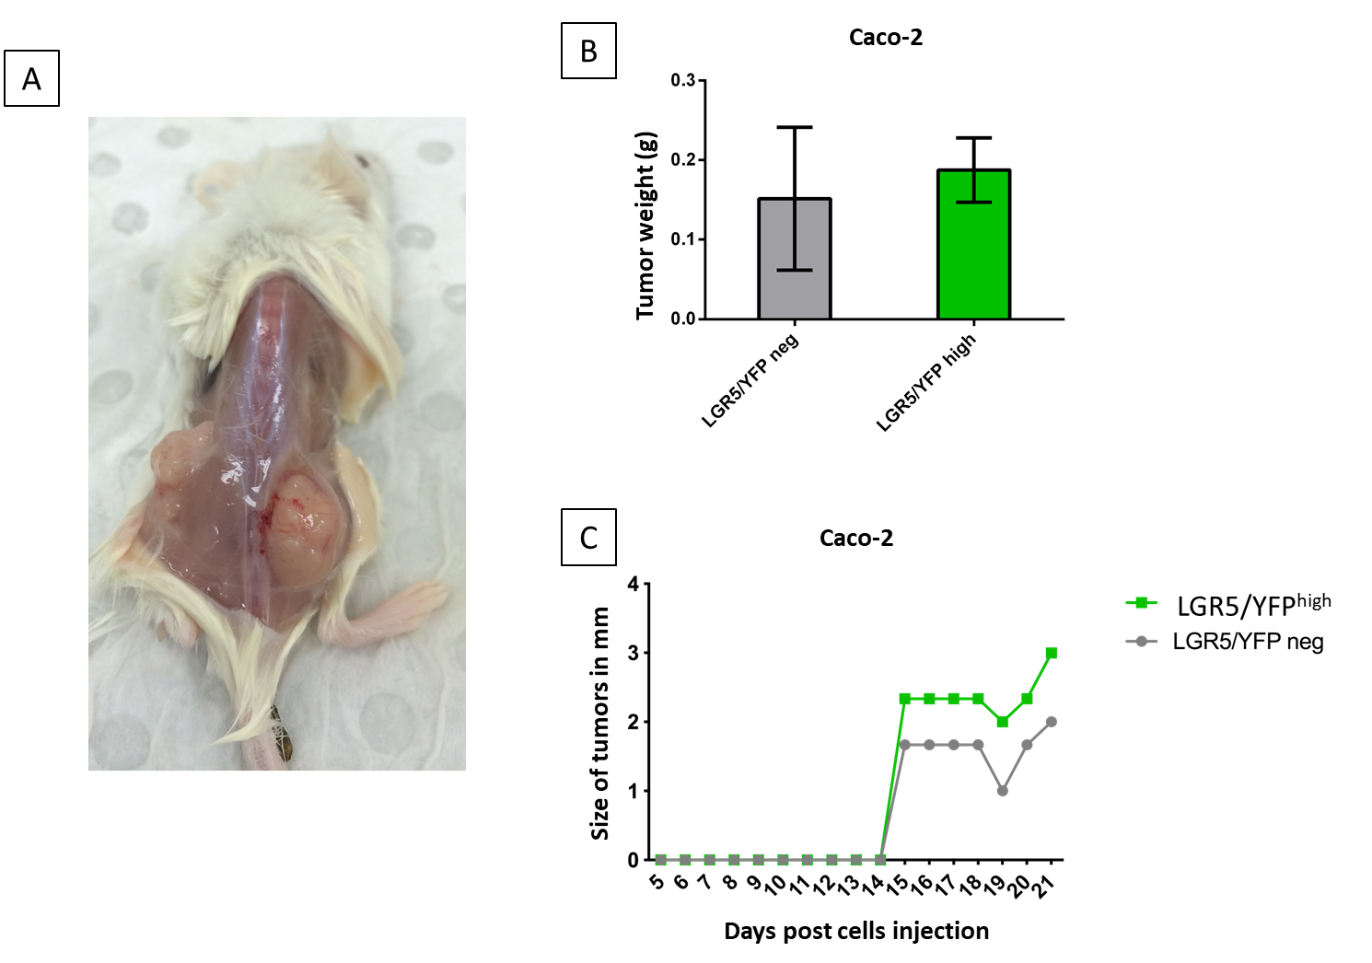 A
B
Caco-2
Tumor weight (g)
0.3
0.2
0.1
0.0
LGR5/YFP neg
LGR5/YFP high
C
Caco-2
Size of tumors in mm
4
3
2
1
0
5 6 7 8 9 10 11 12 13 14 15 16 17 18 19 20 21
Days post cells injection
LGR5/YFPhigh
LGR5/YFP neg